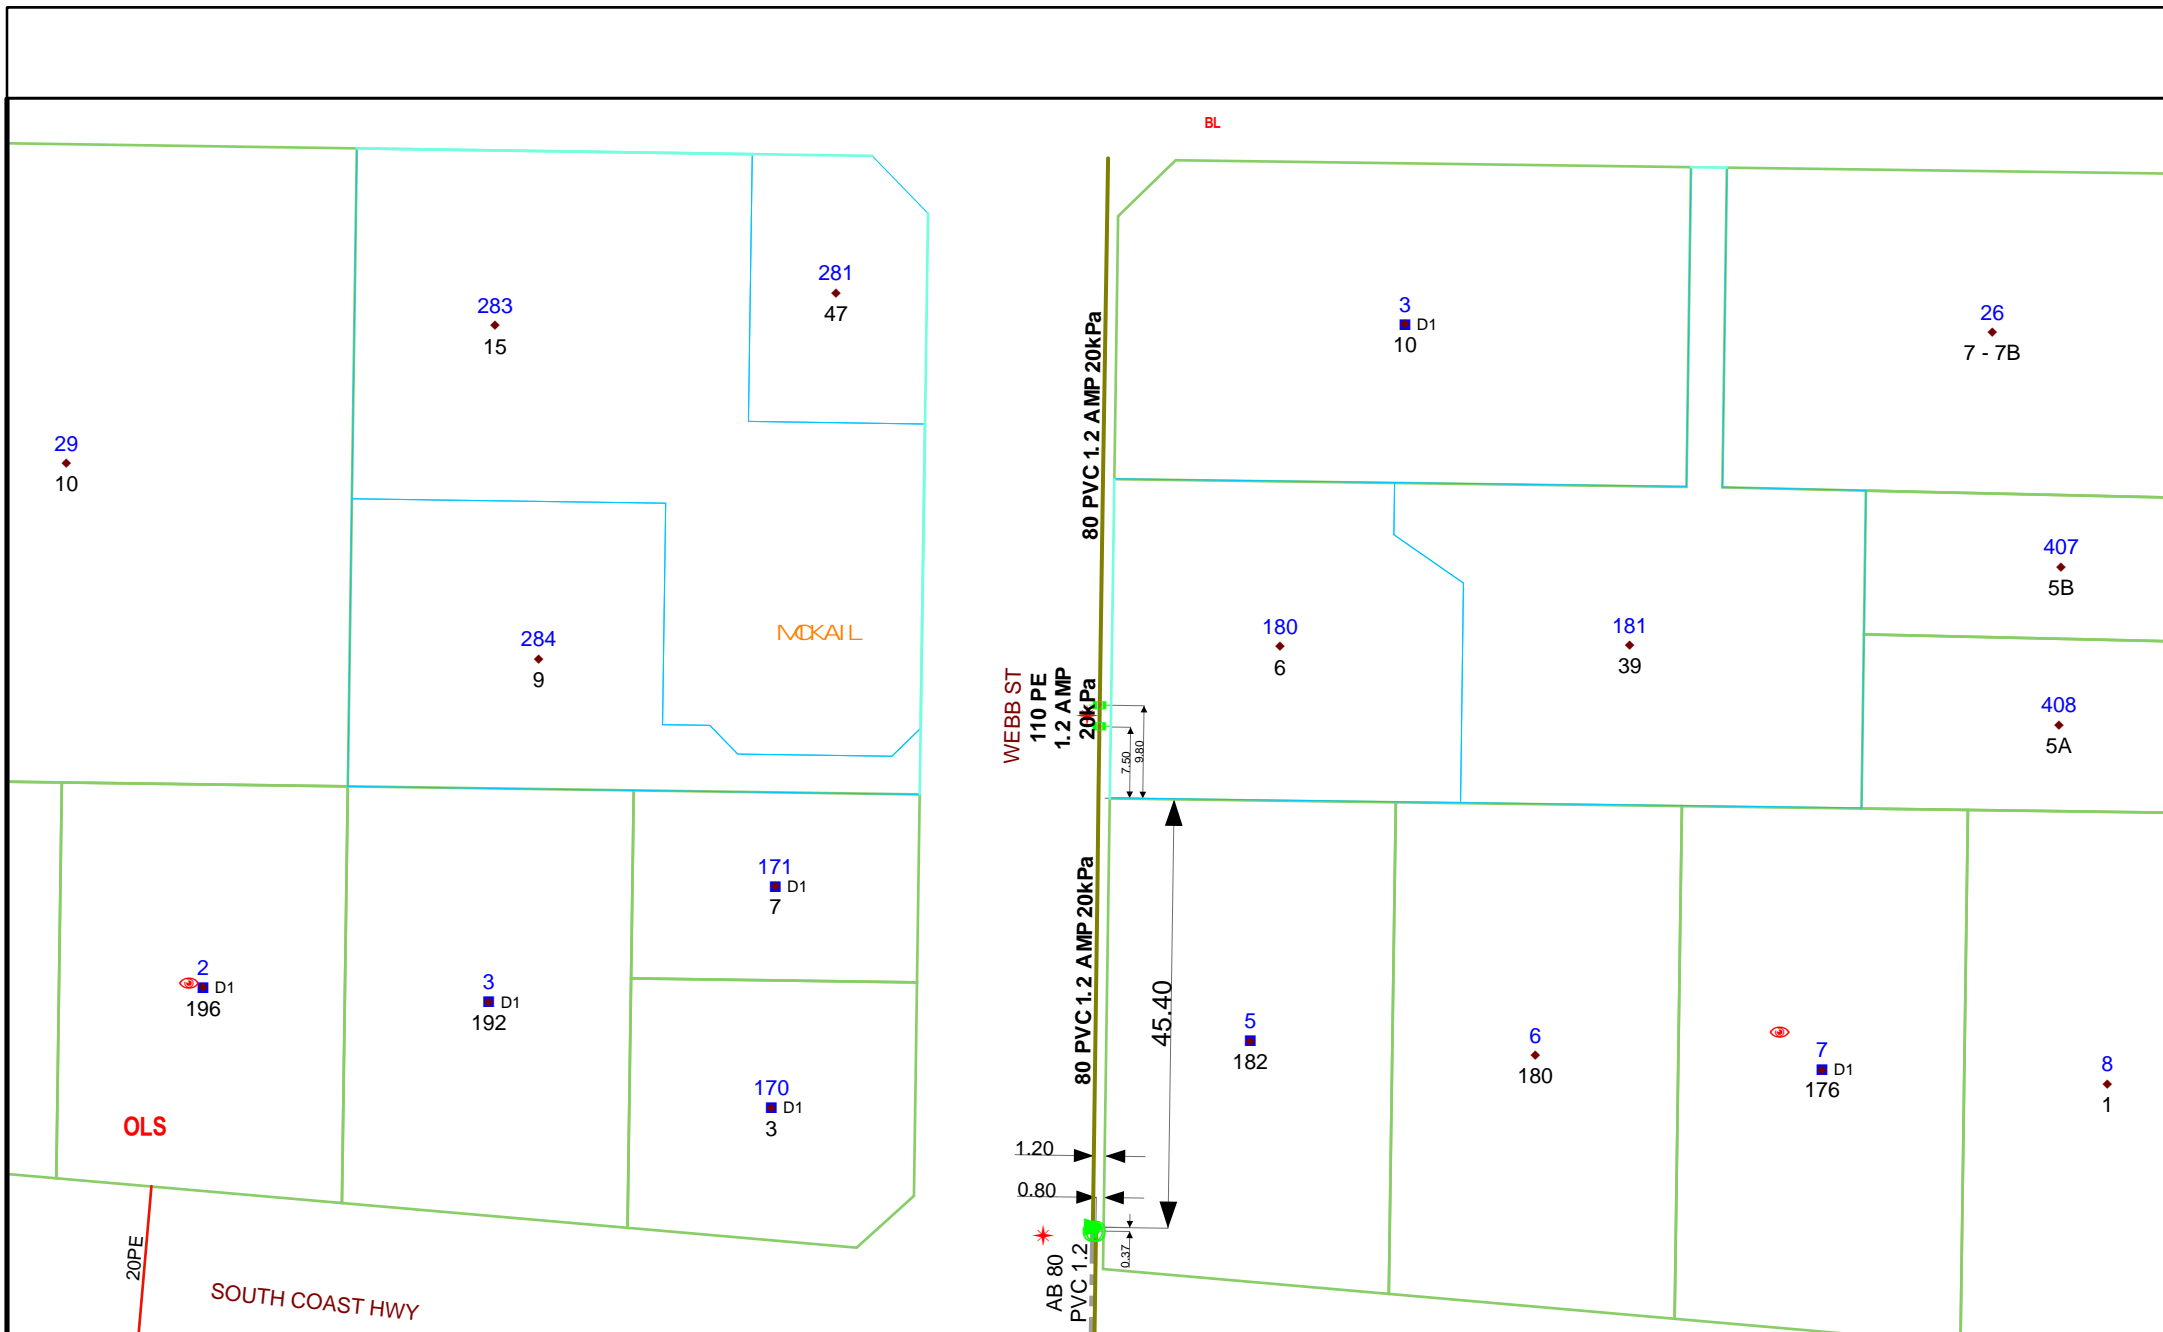 BL
281
47
283
15
3
D1
10
26
7 - 7B
29
10
80 PVC 1.2 AMP 20kPa
407
5B
284
9
MCKAIL
180
6
181
39
408
5A
WEBB ST
110 PE
1.2 AMP
20kPa
7.50
9.80
171
D1
7
80 PVC 1.2 AMP 20kPa
2
D1
196
3
D1
192
45.40
5
182
6
180
7
D1
176
8
1
170
D1
3
OLS
1.20
0.80
0.37
AB 80
PVC 1.2
20PE
SOUTH COAST HWY